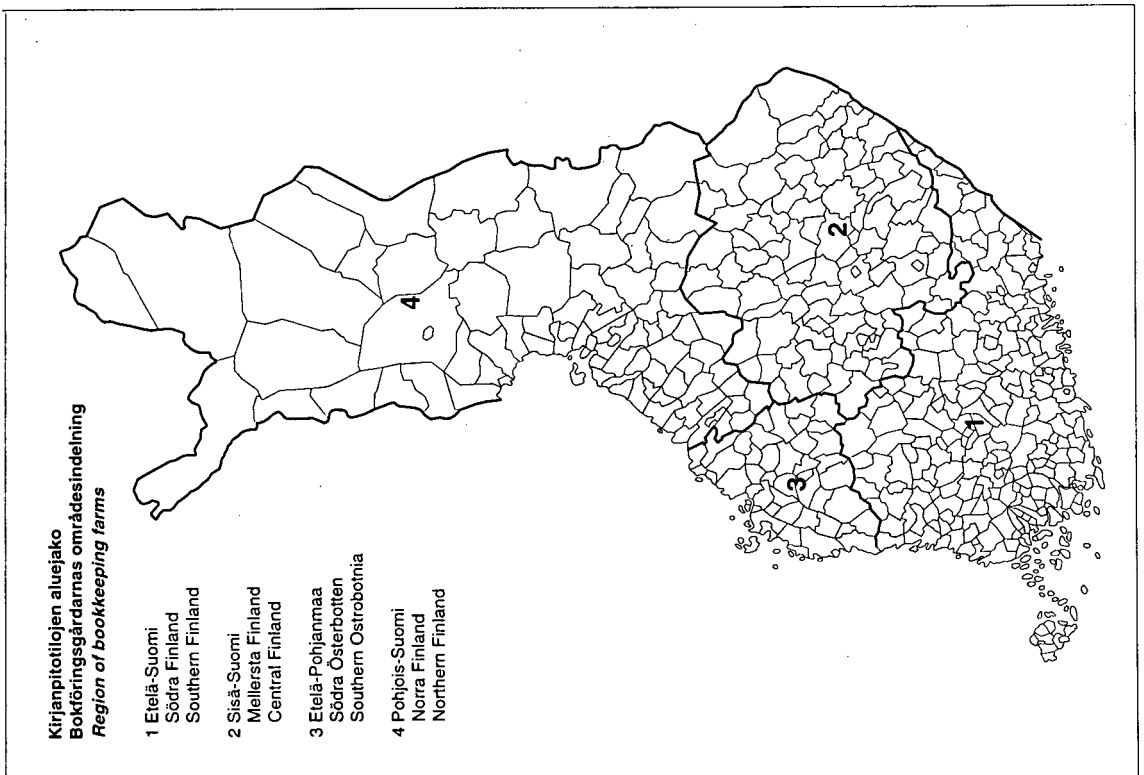 Kirjanpitotilojen aluejako
Bokföringsgårdarnas områdesindelning
Region of bookkeeping farms
1 Etelä-Suomi
Södra Finland
Southern Finland
2 Sisä-Suomi
Mellersta Finland
Central Finland
3 Etelä-Pohjanmaa
Södra Österbotten
Southern Ostrobotnia
4 Pohjois-Suomi
Norra Finland
Northern Finland
4
2
3
1